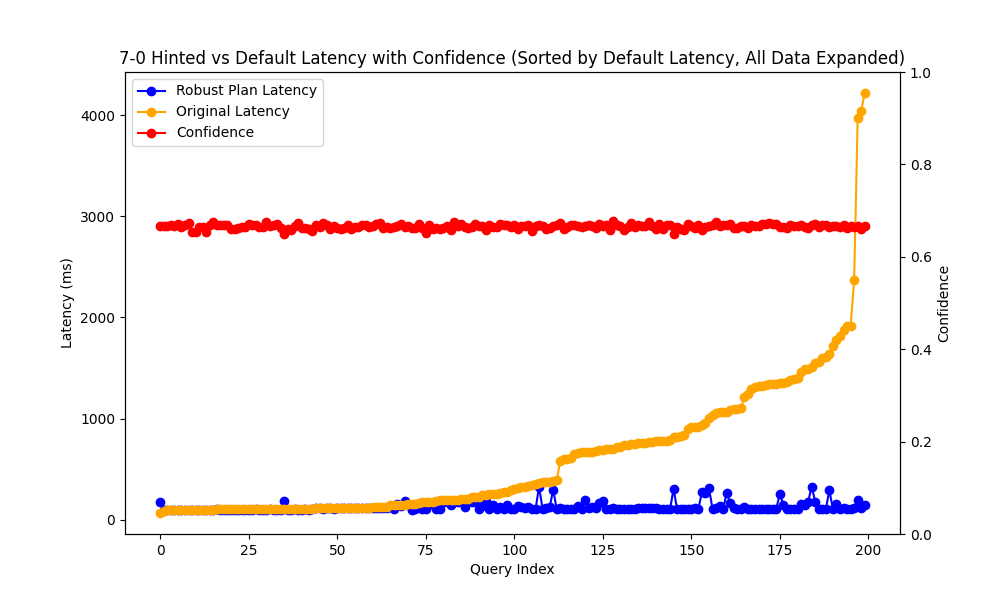 7-0 Hinted vs Default Latency with Confidence (Sorted by Default Latency, All Data Expanded)
Robust Plan Latency
Original Latency
Confidence
4000
3000
2000
1000
0
Latency (ms)
1.0
0.8
0.6
0.4
0.2
0.0
Confidence
0 25 50 75 100 125 150 175 200
Query Index